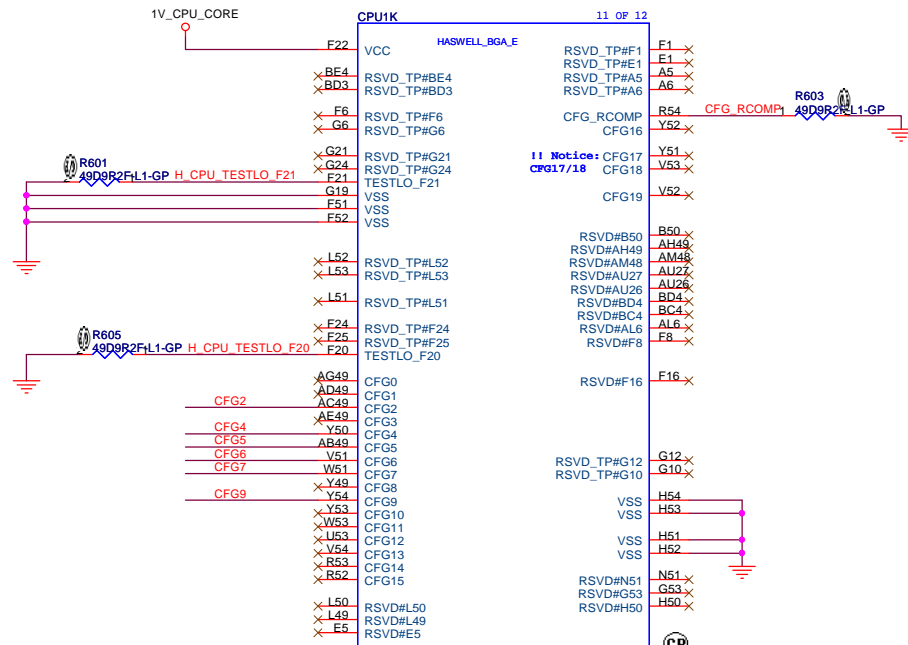 1V_CPU_CORE
CPU1K
11 OF 12
HASWELL_BGA_E
F22 VCC
BE4 RSVD_TP#BE4
BD3 RSVD_TP#BD3
F6 RSVD_TP#F6
G6 RSVD_TP#G6
G21 RSVD_TP#G21
G24 RSVD_TP#G24
R601
49D9R2F-L1-GP
H_CPU_TESTLO_F21
F21 TESTLO_F21
G19 VSS
F51 VSS
F52 VSS
L52 RSVD_TP#L52
L53 RSVD_TP#L53
L51 RSVD_TP#L51
F24 RSVD_TP#F24
F25 RSVD_TP#F25
R605
49D9R2F-L1-GP
H_CPU_TESTLO_F20
F20 TESTLO_F20
AG49 CFG0
AD49 CFG1
CFG2 AC49 CFG2
AE49 CFG3
CFG4 Y50 CFG4
CFG5 AB49 CFG5
CFG6 V51 CFG6
CFG7 W51 CFG7
Y49 CFG8
CFG9 Y54 CFG9
Y53 CFG10
W53 CFG11
U53 CFG12
V54 CFG13
R53 CFG14
R52 CFG15
L50 RSVD#L50
L49 RSVD#L49
E5 RSVD#E5
RSVD_TP#F1 F1
RSVD_TP#E1 E1
RSVD_TP#A5 A5
RSVD_TP#A6 A6
CFG_RCOMP R54 CFG_RCOMP 1
R603
49D9R2F-L1-GP
CFG16 Y52
!! Notice:
CFG17/18
CFG17 Y51
CFG18 V53
CFG19 V52
RSVD#B50 B50
RSVD#AH49 AH49
RSVD#AM48 AM48
RSVD#AU27 AU27
RSVD#AU26 AU26
RSVD#BD4 BD4
RSVD#BC4 BC4
RSVD#AL6 AL6
RSVD#F8 F8
RSVD#F16 F16
RSVD_TP#G12 G12
RSVD_TP#G10 G10
VSS H54
VSS H53
VSS H51
VSS H52
RSVD#N51 N51
RSVD#G53 G53
RSVD#H50 H50